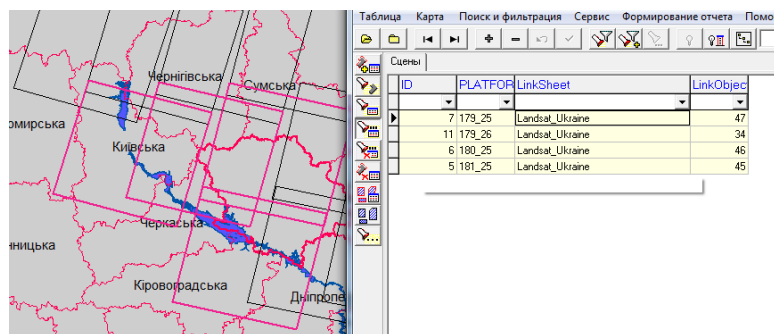 Чернігівська
Сумська
омирська
Київська
Черкаська
нницька
Кіровоградська
Дніпропе
Таблица Карта Поиск и фильтрация Сервис Формирование отчета Помо
Сцены
ID PLATFOR LinkSheet LinkObjec
7 179_25 Landsat_Ukraine 47
11 179_26 Landsat_Ukraine 34
6 180_25 Landsat_Ukraine 46
5 181_25 Landsat_Ukraine 45